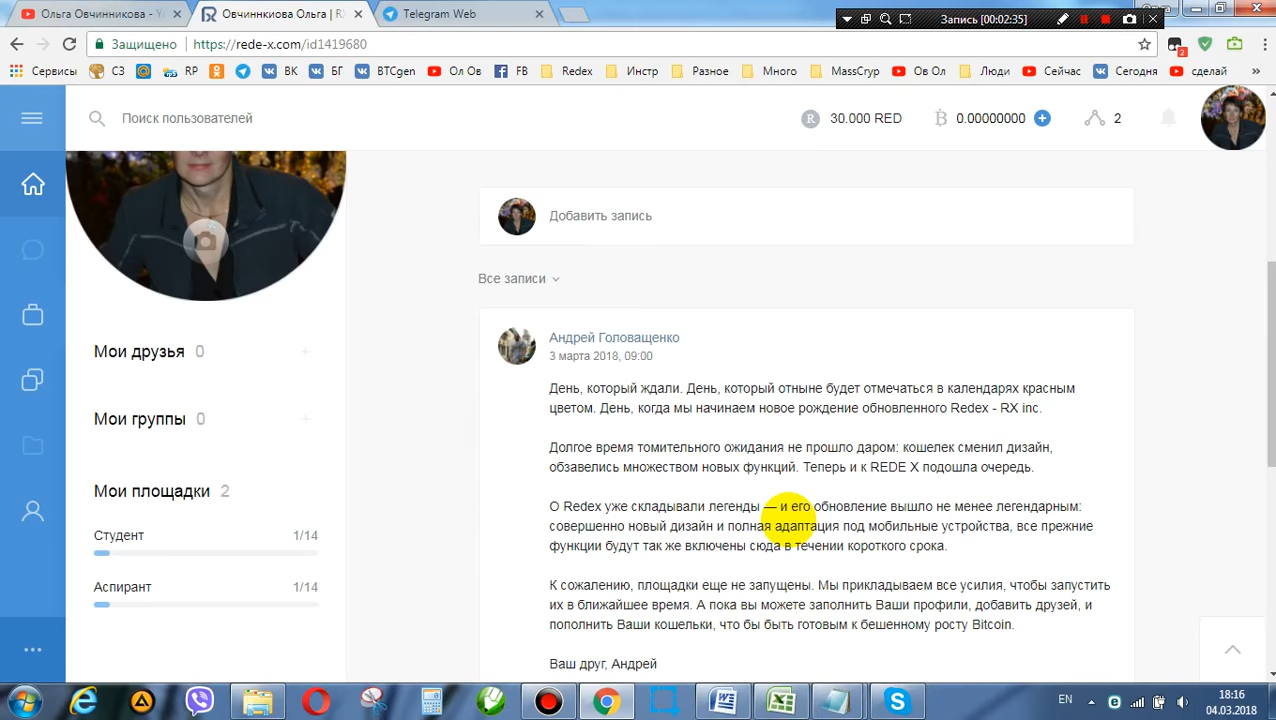 Ольга Овчинникова - Y
Овчиннкиова Ольга | R
Telegram Web
Запись [00:02:35]
Защищено
https://rede-x.com/id1419680
2
Сервисы
СЗ
RP
ВК
БГ
BTCgen
Ол Ов
FB
Redex
Инстр
Разное
Много
MassCryp
Ов Ол
Люди
Сейчас
Сегодня
сделай
»
Поиск пользователей
30.000 RED
0.00000000
2
Добавить запись
Все записи
Андрей Головащенко
3 марта 2018, 09:00
День, который ждали. День, который отныне будет отмечаться в календарях красным
цветом. День, когда мы начинаем новое рождение обновленного Redex - RX inc.
Долгое время томительного ожидания не прошло даром: кошелек сменил дизайн,
обзавелись множеством новых функций. Теперь и к REDE X подошла очередь.
О Redex уже складывали легенды — и его обновление вышло не менее легендарным:
совершенно новый дизайн и полная адаптация под мобильные устройства, все прежние
функции будут так же включены сюда в течении короткого срока.
К сожалению, площадки еще не запущены. Мы прикладываем все усилия, чтобы запустить
их в ближайшее время. А пока вы можете заполнить Ваши профили, добавить друзей, и
пополнить Ваши кошельки, что бы быть готовым к бешенному росту Bitcoin.
Ваш друг, Андрей
Мои друзья 0
Мои группы 0
Мои площадки 2
Студент 1/14
Аспирант 1/14
EN
18:16
04.03.2018